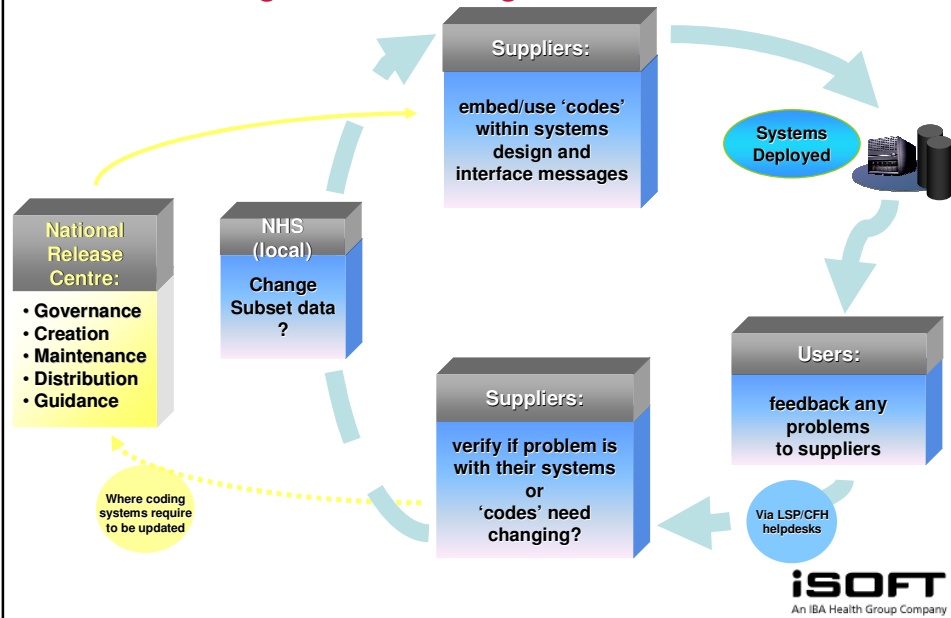 Suppliers:
embed/use ‘codes’
within systems
design and
interface messages
Systems
Deployed
National
Release
Centre:
• Governance
• Creation
• Maintenance
• Distribution
• Guidance
NHS
(local)
Change
Subset data
?
Users:
feedback any
problems
to suppliers
Suppliers:
verify if problem is
with their systems
or
‘codes’ need
changing?
Where coding
systems require
to be updated
Via LSP/CFH
helpdesks
iSOFT
An IBA Health Group Company